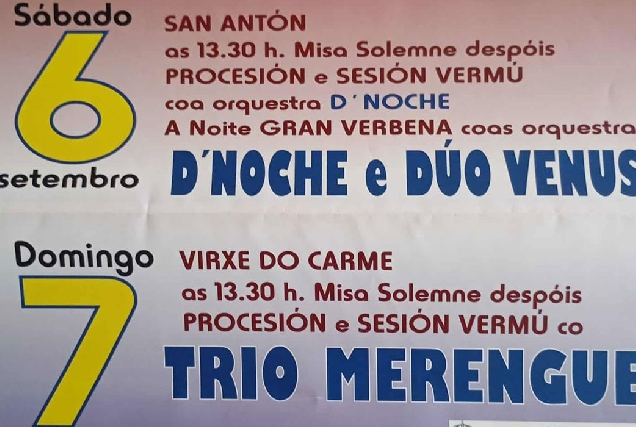 Sábado
6
setembro
SAN ANTÓN
as 13.30 h. Misa Solemne despóis
PROCESIÓN e SESIÓN VERMÚ
coa orquestra D´NOCHE
A Noite GRAN VERBENA coas orquestra
D´NOCHE e DÚO VENUS
Domingo
7
VIRXE DO CARME
as 13.30 h. Misa Solemne despóis
PROCESIÓN e SESIÓN VERMÚ co
TRIO MERENGUE